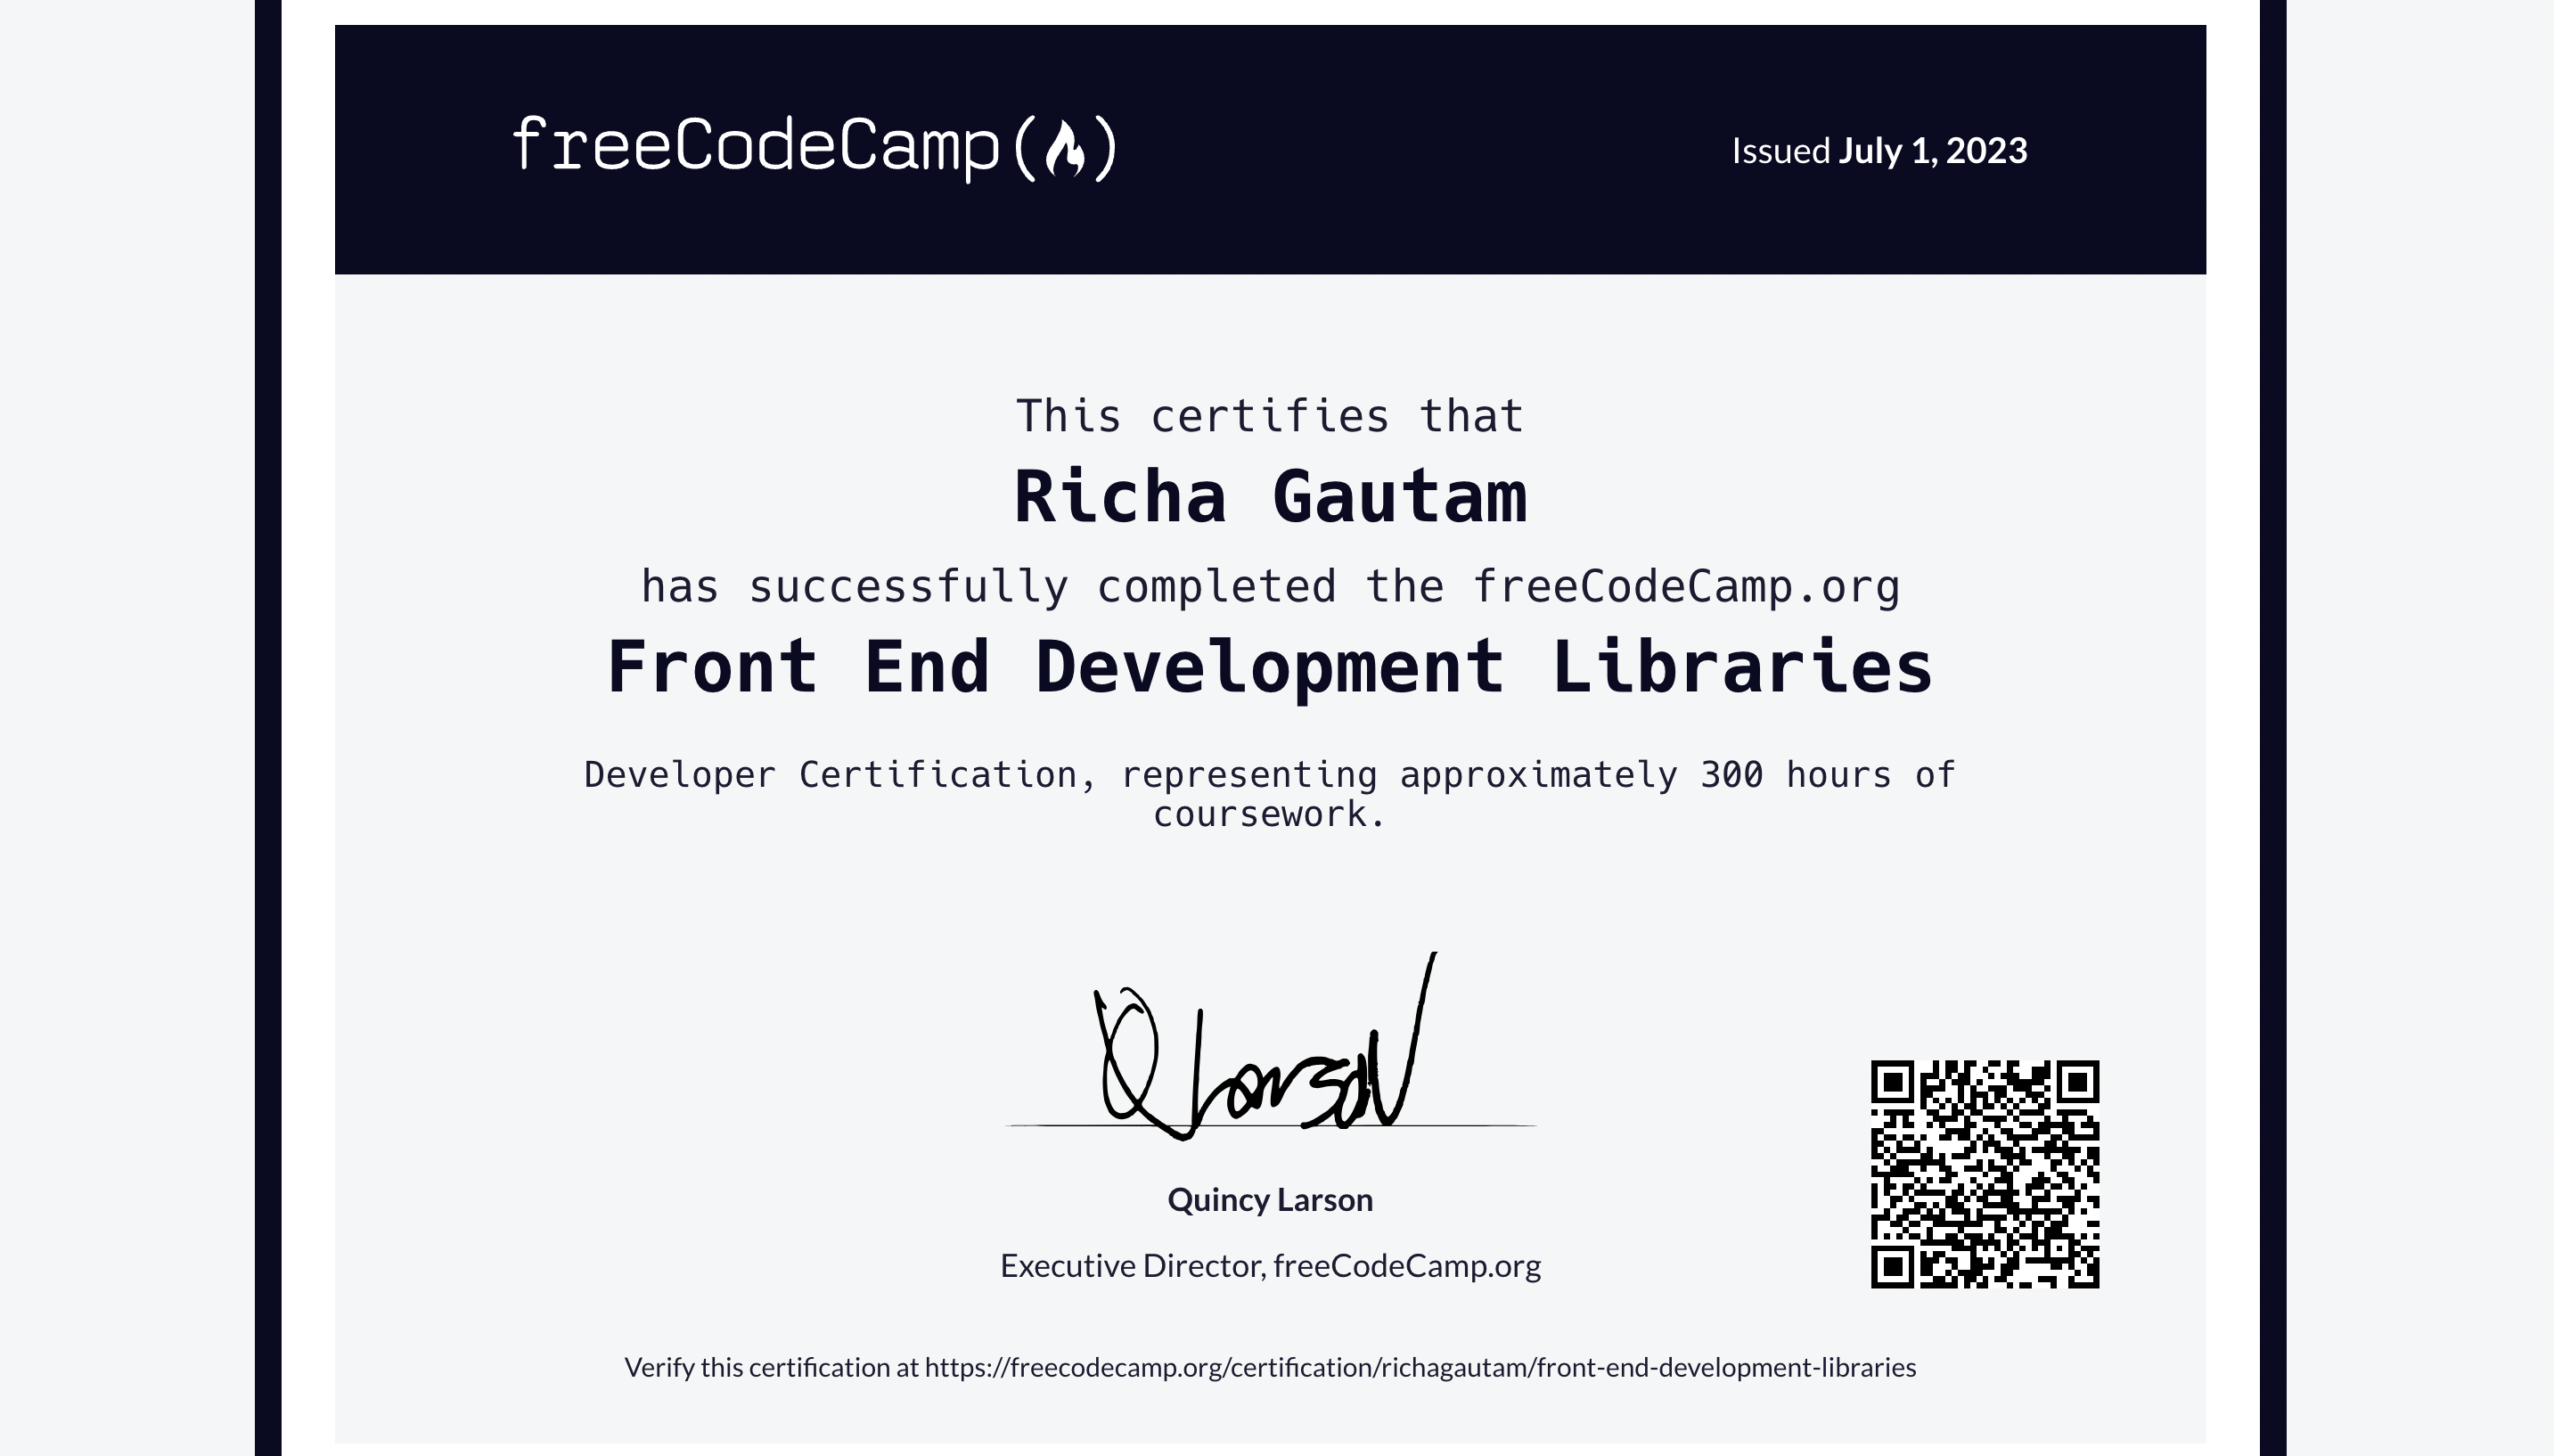 freeCodeCamp
Issued July 1, 2023
This certifies that
Richa Gautam
has successfully completed the freeCodeCamp.org
Front End Development Libraries
Developer Certification, representing approximately 300 hours of
coursework.
Q Larson
Quincy Larson
Executive Director, freeCodeCamp.org
Verify this certification at https://freecodecamp.org/certification/richagautam/front-end-development-libraries